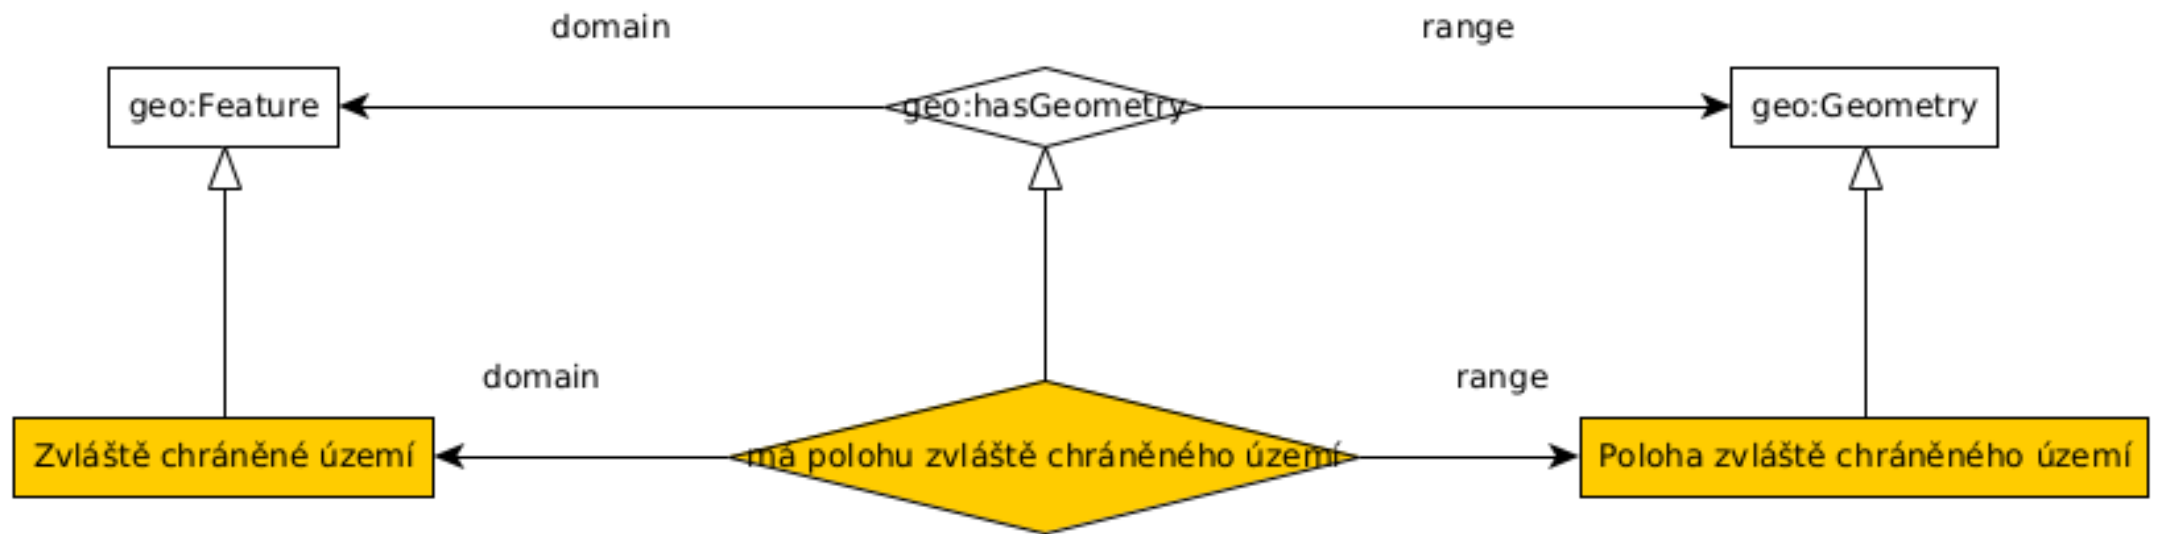 domain
range
geo:Feature
geo:hasGeometry
geo:Geometry
domain
range
Zvláště chráněné území
má polohu zvláště chráněného území
Poloha zvláště chráněného území